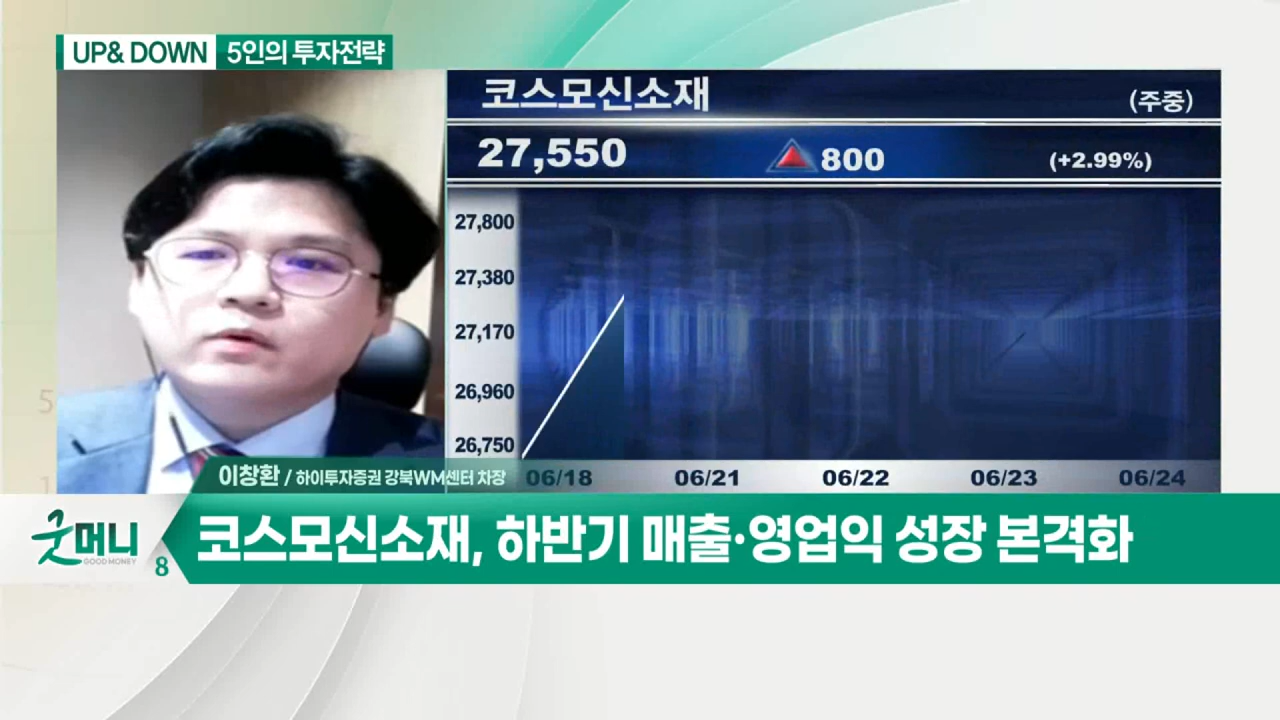 UP& DOWN 5인의 투자전략
코스모신소재 (주중)
27,550 800 (+2.99%)
27,800
27,380
27,170
26,960
26,750
06/18 06/21 06/22 06/23 06/24
이창환 / 하이투자증권 강북WM센터 차장
굿머니
GOOD MONEY
8
코스모신소재, 하반기 매출·영업익 성장 본격화
5
1